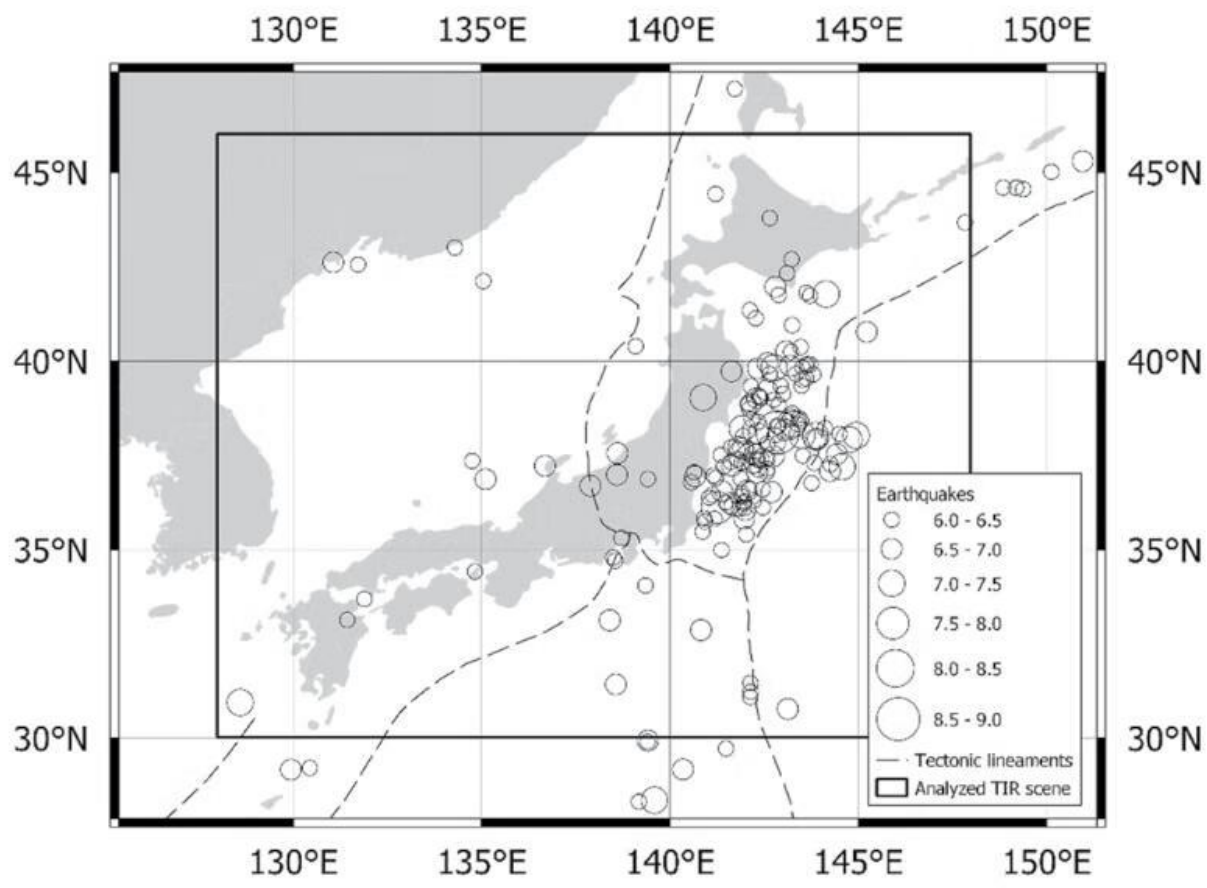 130°E 135°E 140°E 145°E 150°E
45°N 45°N
40°N 40°N
35°N 35°N
30°N 30°N
Earthquakes
6.0 - 6.5
6.5 - 7.0
7.0 - 7.5
7.5 - 8.0
8.0 - 8.5
8.5 - 9.0
Tectonic lineaments
Analyzed TIR scene
130°E 135°E 140°E 145°E 150°E